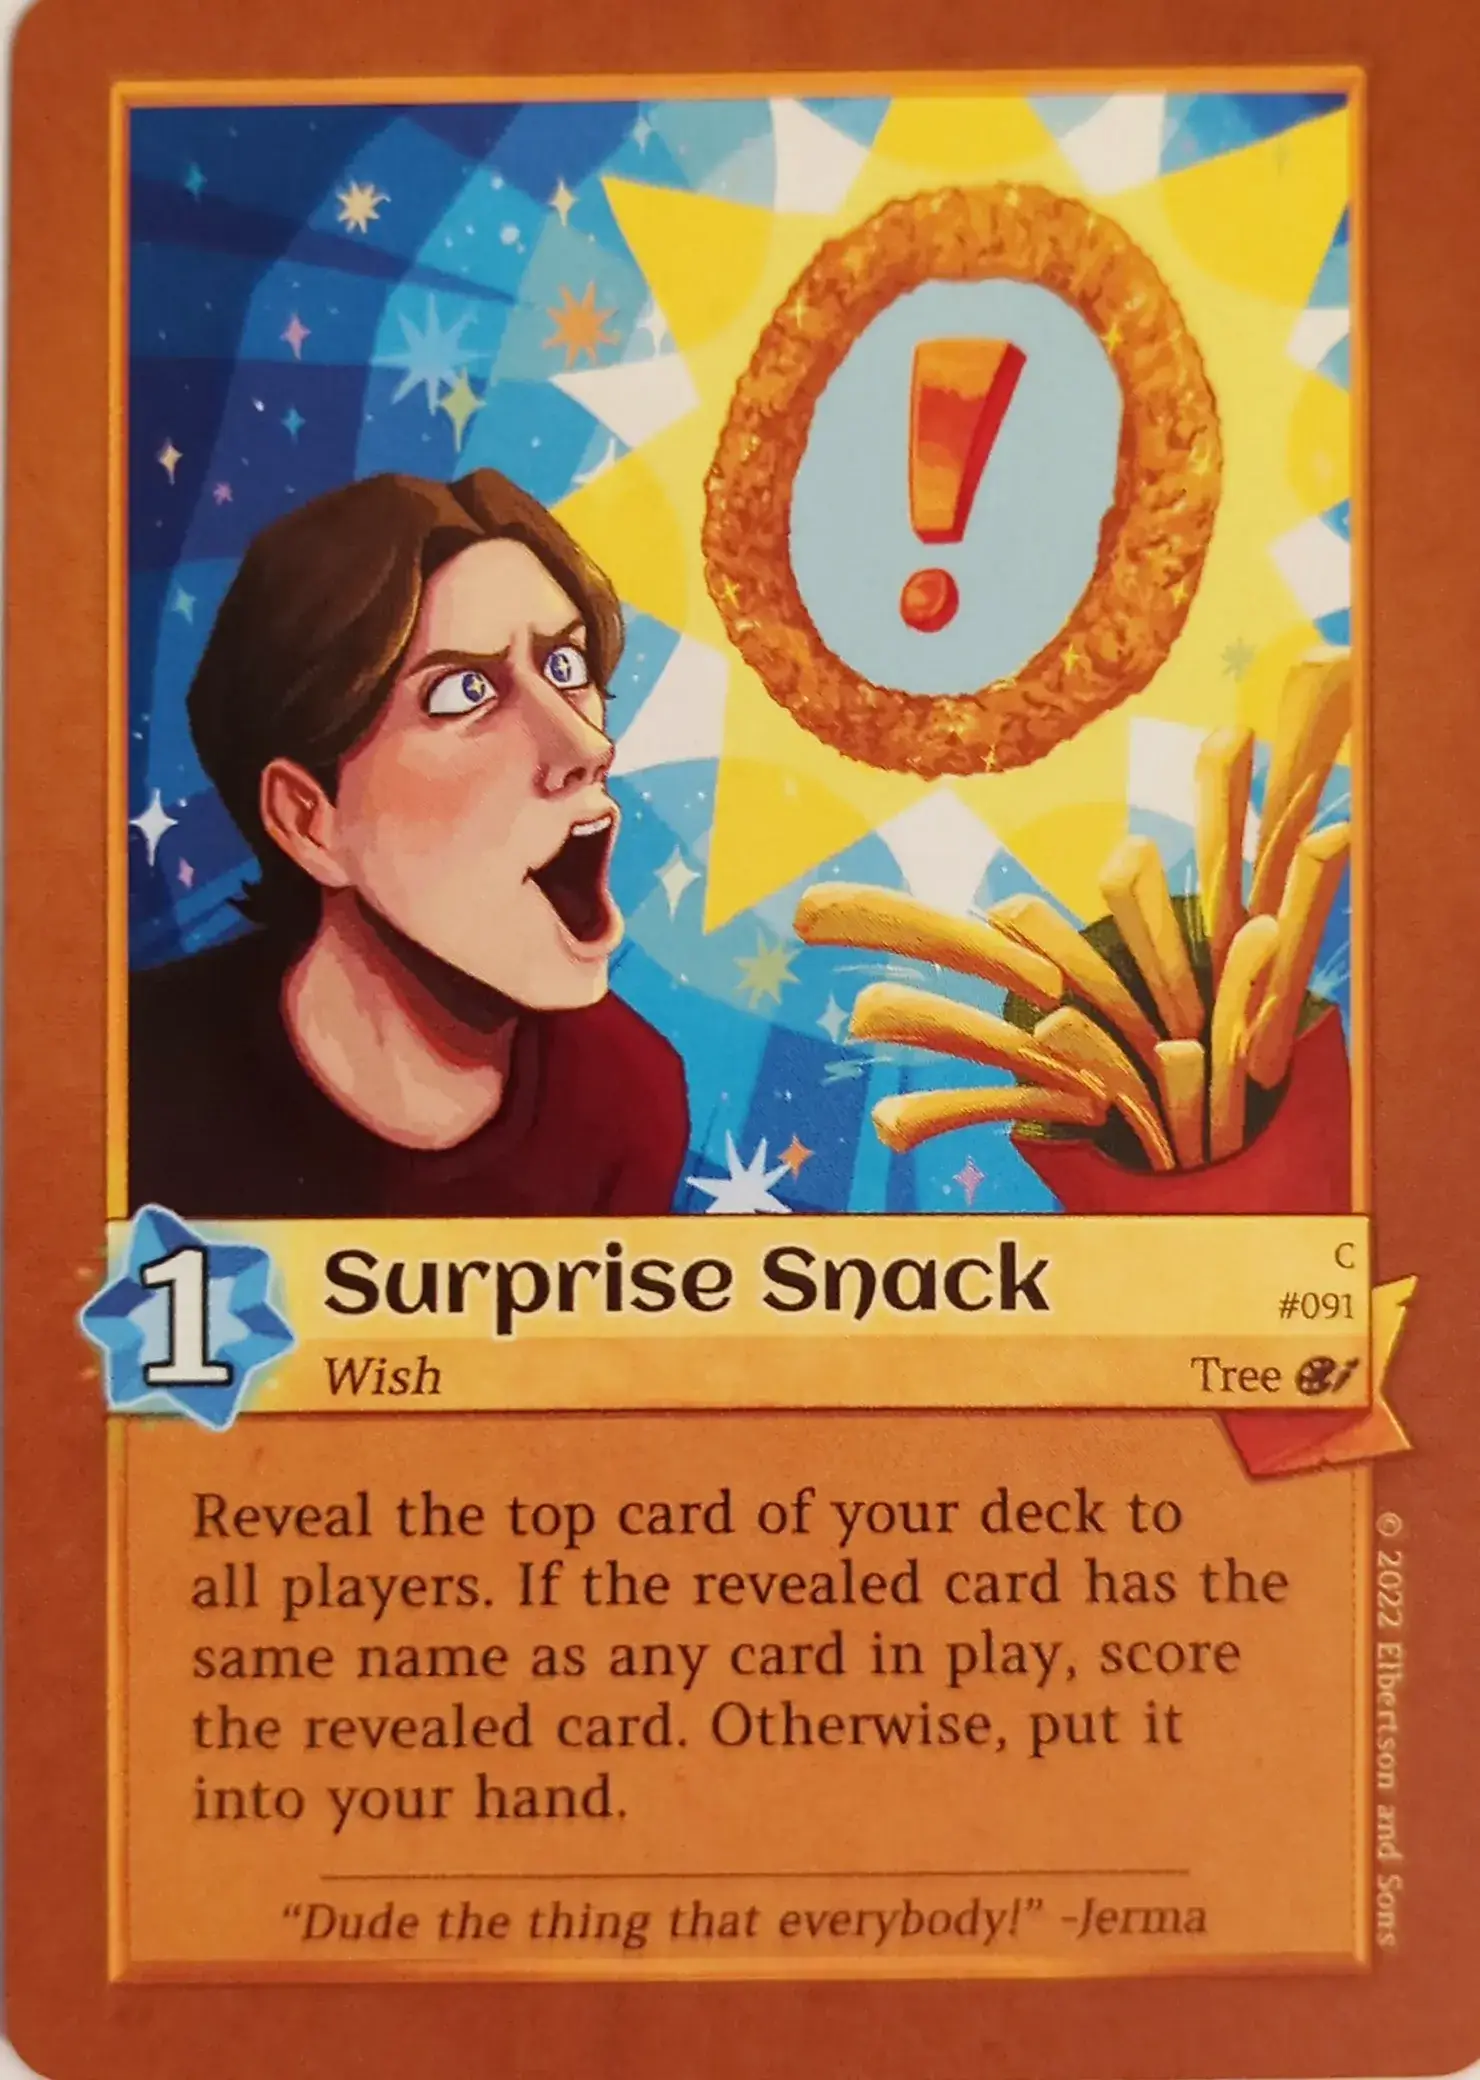 !
1
Surprise Snack
C
#091
Wish
Tree
Reveal the top card of your deck to
all players. If the revealed card has the
same name as any card in play, score
the revealed card. Otherwise, put it
into your hand.
“Dude the thing that everybody!” -Jerma
© 2022 Elbertson and Sons